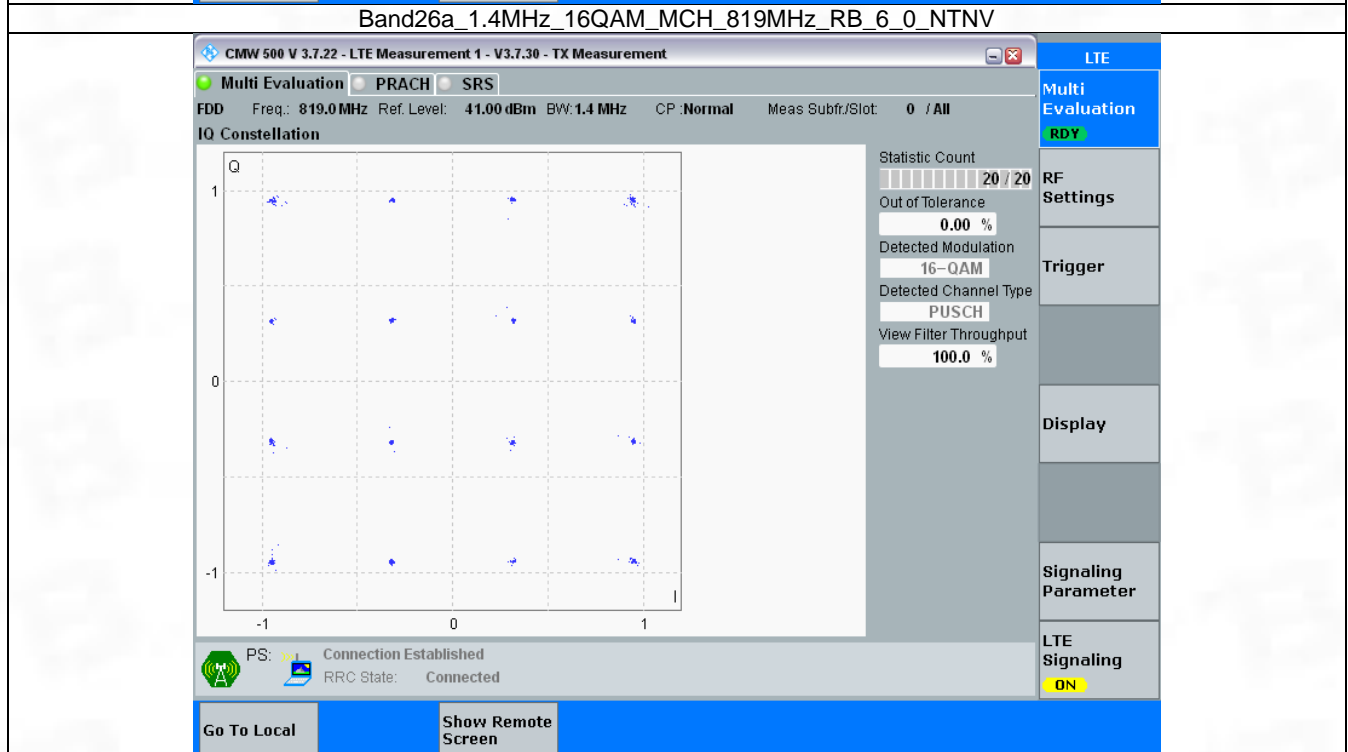 Band26a_1.4MHz_16QAM_MCH_819MHz_RB_6_0_NTNV
CMW 500 V 3.7.22 - LTE Measurement 1 - V3.7.30 - TX Measurement
LTE
Multi Evaluation PRACH SRS
Multi
Evaluation
RDY
FDD Freq.: 819.0 MHz Ref. Level: 41.00 dBm BW: 1.4 MHz CP :Normal Meas Subfr./Slot: 0 / All
IQ Constellation
Q
1
0
-1
I
-1 0 1
Statistic Count
20 / 20
Out of Tolerance
0.00 %
Detected Modulation
16-QAM
Detected Channel Type
PUSCH
View Filter Throughput
100.0 %
RF
Settings
Trigger
Display
Signaling
Parameter
LTE
Signaling
ON
PS: Connection Established
RRC State: Connected
Go To Local
Show Remote
Screen